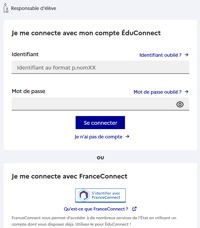 Responsable d'élève
Je me connecte avec mon compte ÉduConnect
Identifiant
Identifiant oublié ?
Identifiant au format p.nomXX
Mot de passe
Mot de passe oublié ?
Se connecter
Je n'ai pas de compte
ou
Je me connecte avec FranceConnect
S'identifier avec
FranceConnect
Qu'est-ce que FranceConnect ?
FranceConnect vous permet d'accéder à de nombreux services de l'État en utilisant un
compte dont vous disposez déjà. Utilisez-le pour ÉduConnect !